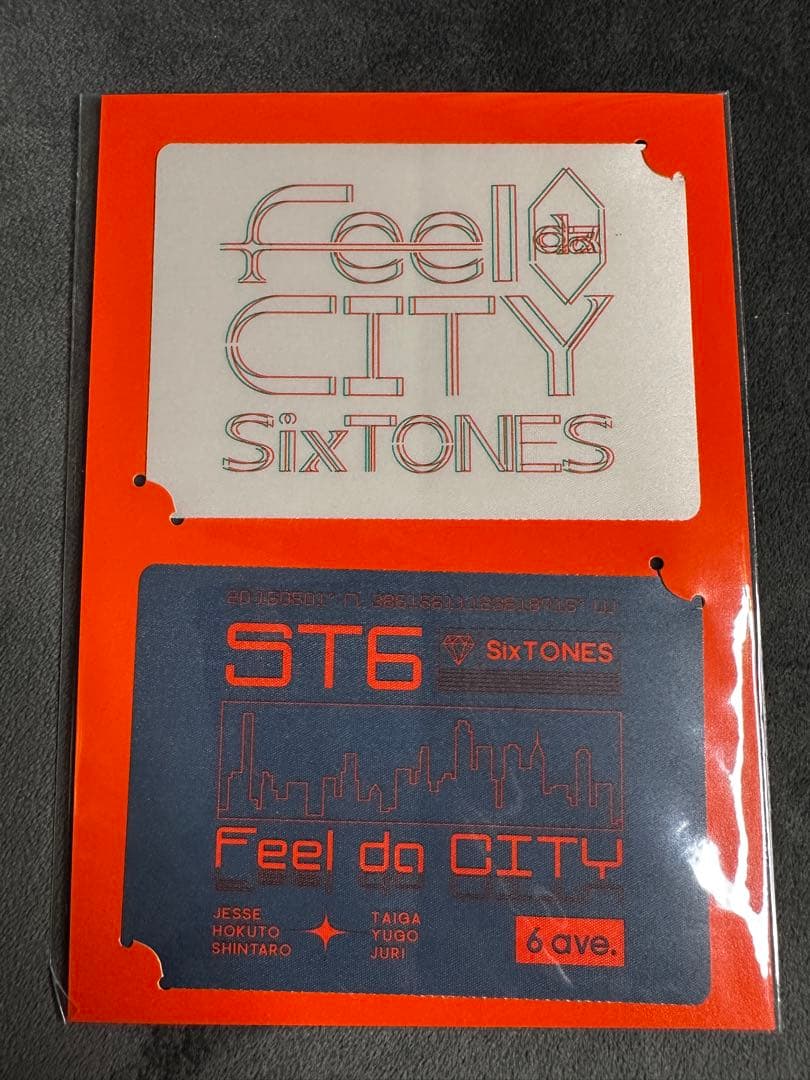 Feel da
CITY
SixTONES
ST6
SixTONES
Feel da CITY
JESSE
HOKUTO
SHINTARO
TAIGA
YUGO
JURI
6 ave.